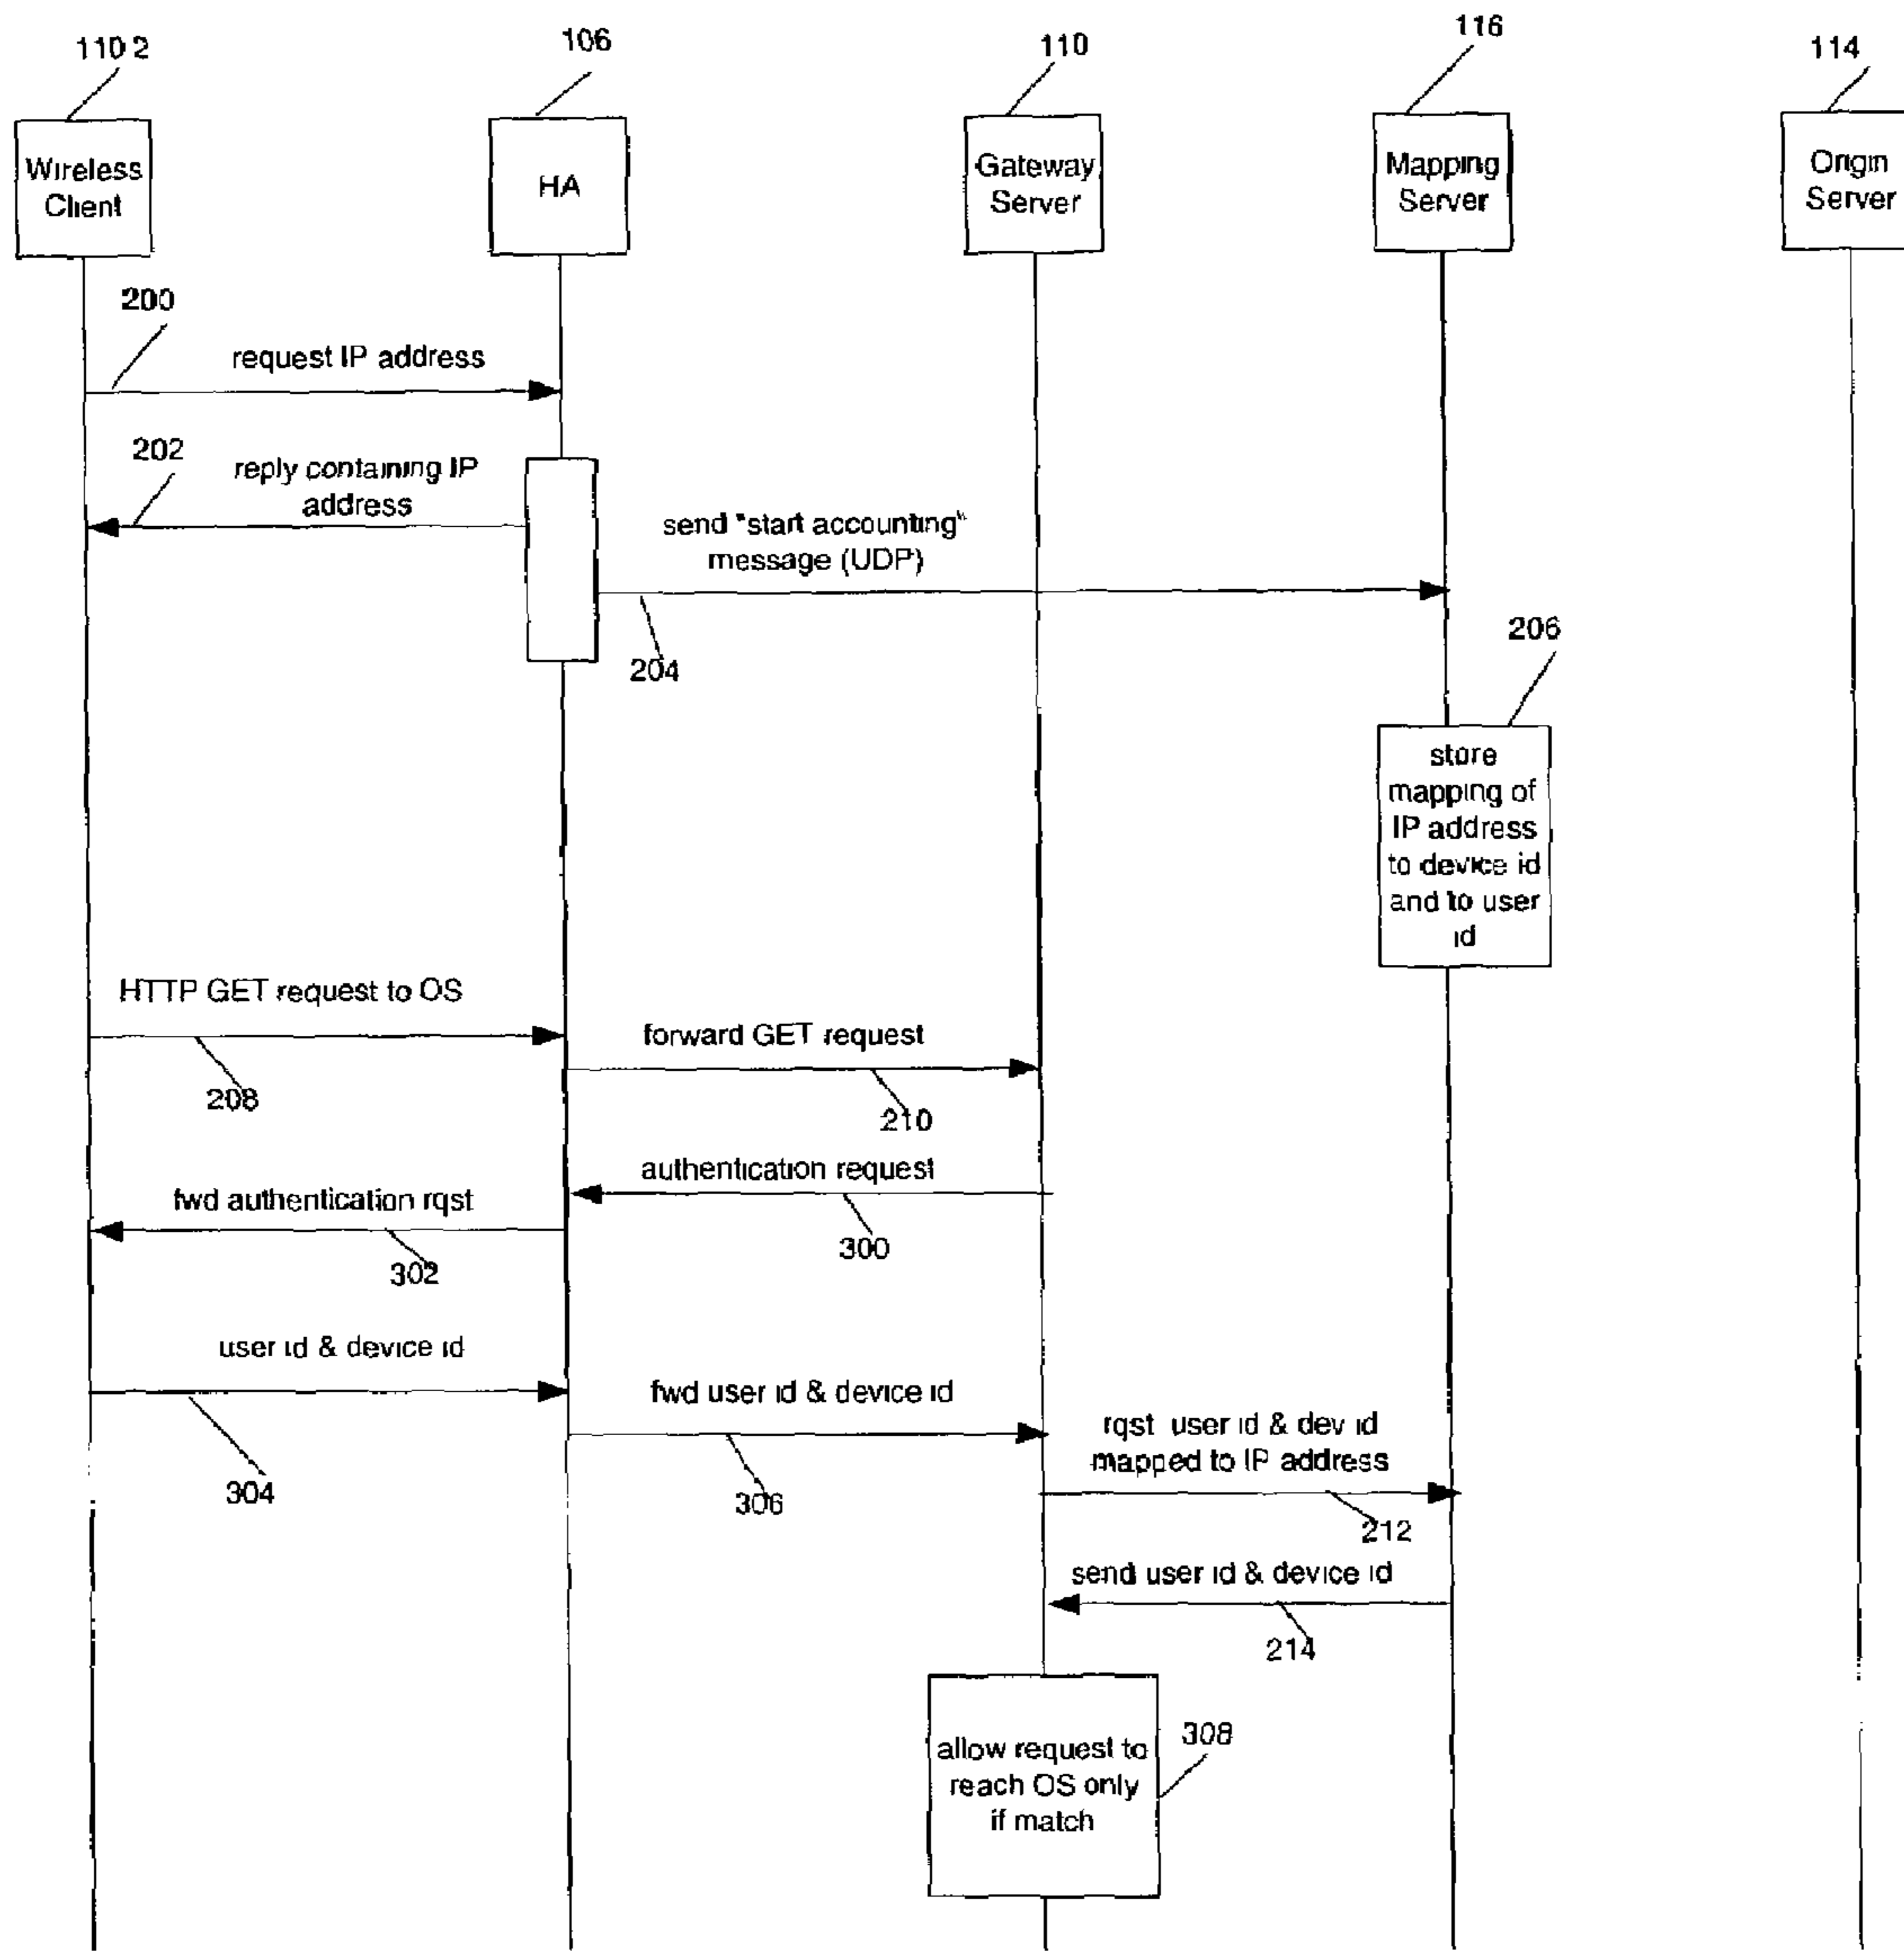 110 2
106
110
116
114
Wireless
Client
HA
Gateway
Server
Mapping
Server
Origin
Server
200
request IP address
202
reply containing IP
address
send "start accounting"
message (UDP)
204
206
store
mapping of
IP address
to device id
and to user
id
HTTP GET request to OS
208
forward GET request
210
authentication request
300
fwd authentication rqst
302
user id & device id
304
fwd user id & device id
306
rqst user id & dev id
mapped to IP address
212
send user id & device id
214
allow request to
reach OS only
if match
308